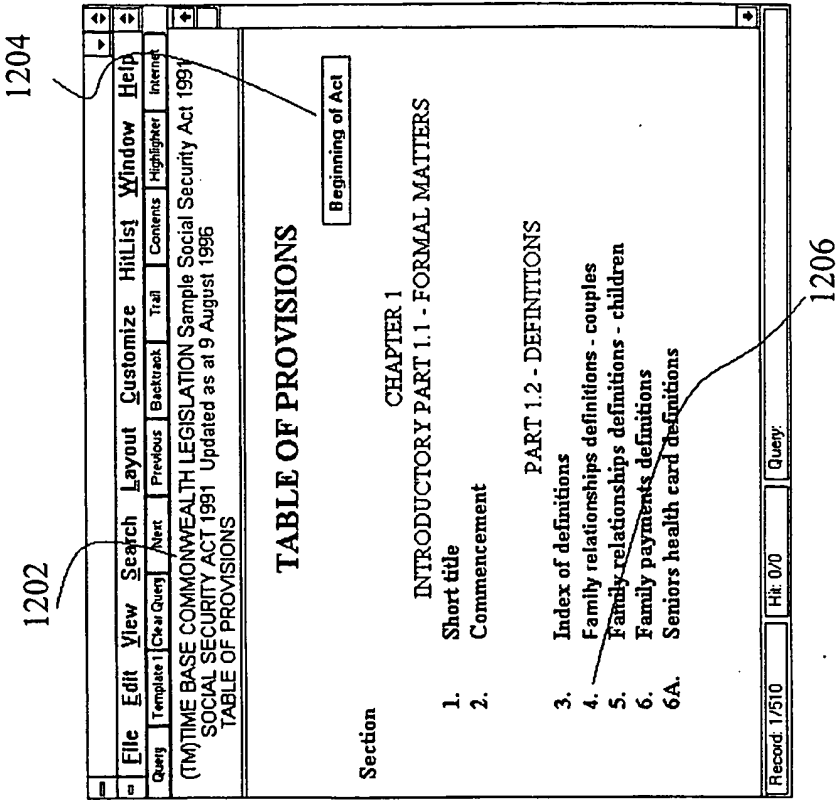 1202
1204
File Edit View Search Layout Customize HitList Window Help
Query Template 1 Clear Query Next Previous Backtrack Trail Contents Highlighter Internet
(TM)TIME BASE COMMONWEALTH LEGISLATION Sample Social Security Act 1991
SOCIAL SECURITY ACT 1991 Updated as at 9 August 1996
TABLE OF PROVISIONS
TABLE OF PROVISIONS
Beginning of Act
CHAPTER 1
INTRODUCTORY PART 1.1 - FORMAL MATTERS
Section
1. Short title
2. Commencement
PART 1.2 - DEFINITIONS
3. Index of definitions
4. Family relationships definitions - couples
5. Family relationships definitions - children
6. Family payments definitions
6A. Seniors health card definitions
Record: 1/510 Hit: 0/0 Query:
1206